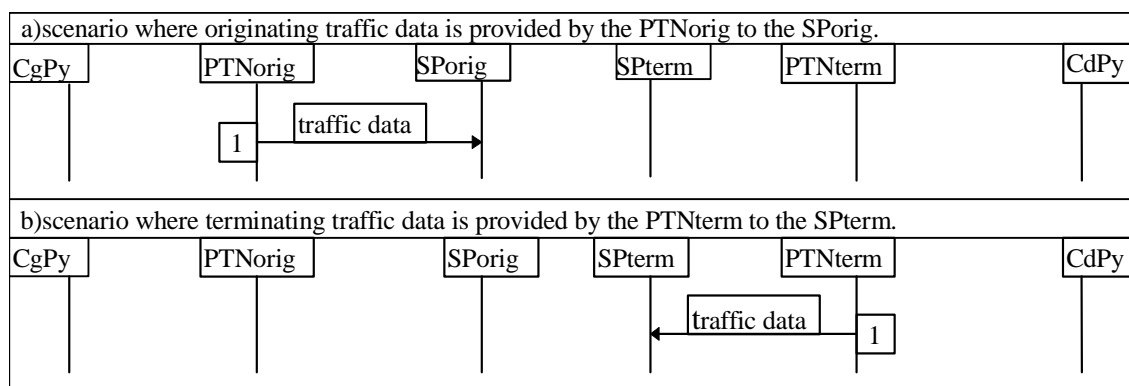 a)scenario where originating traffic data is provided by the PTNorig to the SPorig.
CgPy PTNorig SPorig SPterm PTNterm CdPy
traffic data
1
b)scenario where terminating traffic data is provided by the PTNterm to the SPterm.
CgPy PTNorig SPorig SPterm PTNterm CdPy
traffic data
1